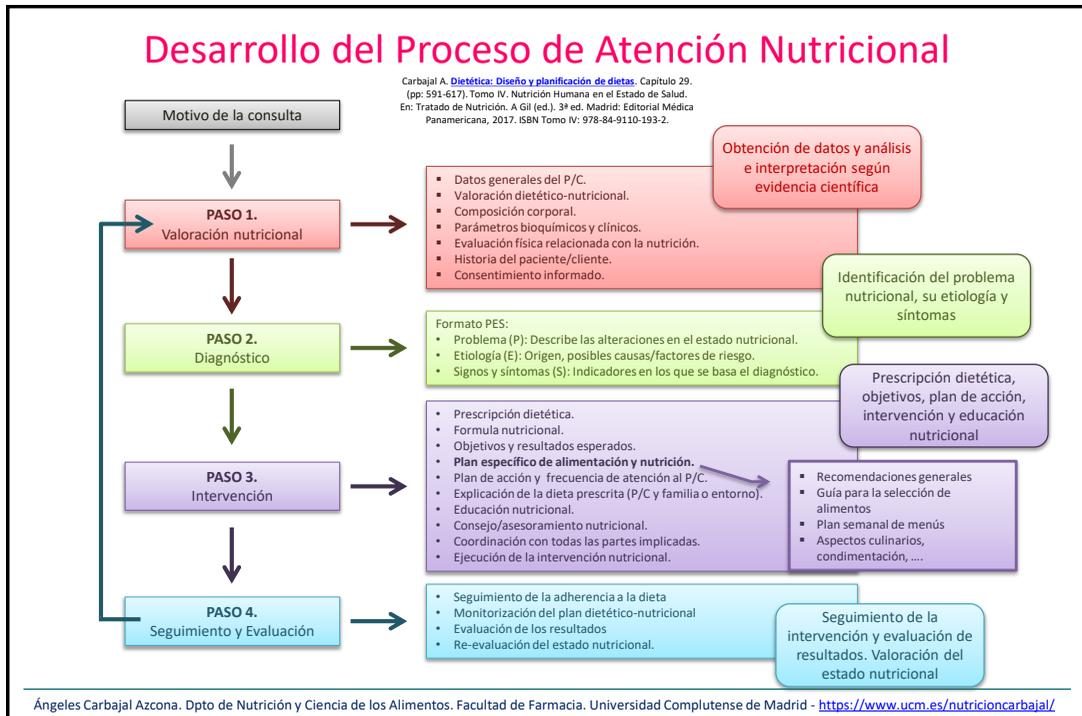 Desarrollo del Proceso de Atención Nutricional
Carbajal A. Dietética: Diseño y planificación de dietas. Capítulo 29.
(pp: 591-617). Tomo IV. Nutrición Humana en el Estado de Salud.
En: Tratado de Nutrición. A Gil (ed.). 3ª ed. Madrid: Editorial Médica
Panamericana, 2017. ISBN Tomo IV: 978-84-9110-193-2.
Motivo de la consulta
PASO 1.
Valoración nutricional
▪ Datos generales del P/C.
▪ Valoración dietético-nutricional.
▪ Composición corporal.
▪ Parámetros bioquímicos y clínicos.
▪ Evaluación física relacionada con la nutrición.
▪ Historia del paciente/cliente.
▪ Consentimiento informado.
Obtención de datos y análisis
e interpretación según
evidencia científica
PASO 2.
Diagnóstico
Formato PES:
• Problema (P): Describe las alteraciones en el estado nutricional.
• Etiología (E): Origen, posibles causas/factores de riesgo.
• Signos y síntomas (S): Indicadores en los que se basa el diagnóstico.
Identificación del problema
nutricional, su etiología y
síntomas
PASO 3.
Intervención
• Prescripción dietética.
• Formula nutricional.
• Objetivos y resultados esperados.
• Plan específico de alimentación y nutrición.
• Plan de acción y frecuencia de atención al P/C.
• Explicación de la dieta prescrita (P/C y familia o entorno).
• Educación nutricional.
• Consejo/asesoramiento nutricional.
• Coordinación con todas las partes implicadas.
• Ejecución de la intervención nutricional.
Prescripción dietética,
objetivos, plan de acción,
intervención y educación
nutricional
▪ Recomendaciones generales
▪ Guía para la selección de
alimentos
▪ Plan semanal de menús
▪ Aspectos culinarios,
condimentación, ....
PASO 4.
Seguimiento y Evaluación
• Seguimiento de la adherencia a la dieta
• Monitorización del plan dietético-nutricional
• Evaluación de los resultados
• Re-evaluación del estado nutricional.
Seguimiento de la
intervención y evaluación de
resultados. Valoración del
estado nutricional
Ángeles Carbajal Azcona. Dpto de Nutrición y Ciencia de los Alimentos. Facultad de Farmacia. Universidad Complutense de Madrid - https://www.ucm.es/nutricioncarbajal/